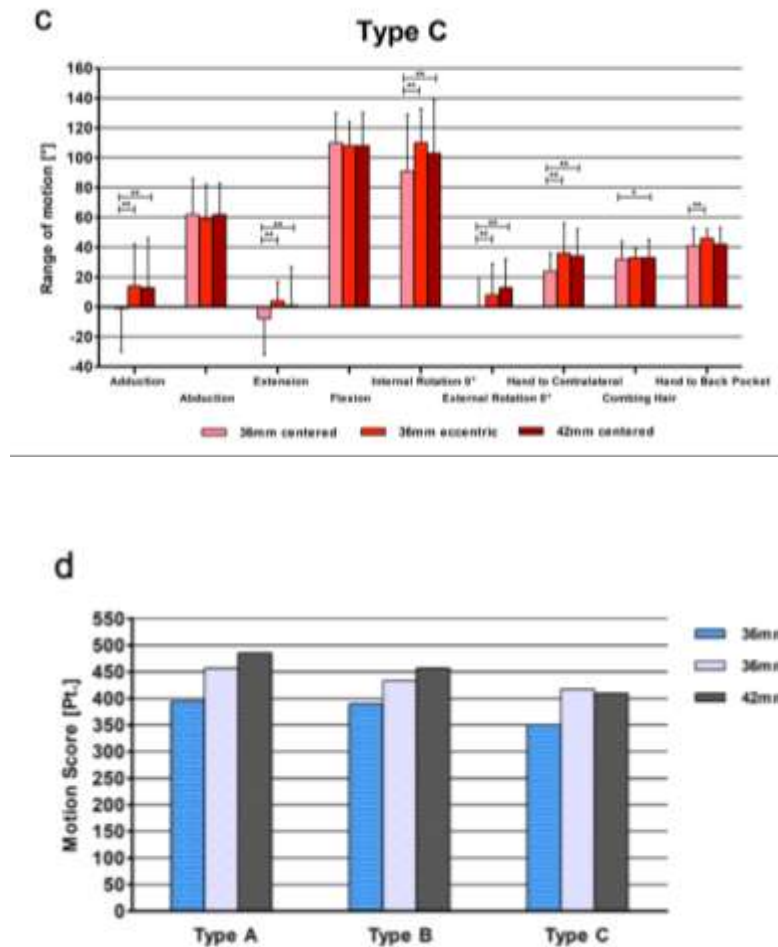 c
Type C
Range of motion [°]
160
140
120
100
80
60
40
20
0
-20
-40
** ** ** ** ** ** ** ** ** ** * **
Adduction Extension Internal Rotation 0° Hand to Contralateral Hand to Back Pocket
Abduction Flexion External Rotation 0° Combing Hair
36mm centered 36mm eccentric 42mm centered
d
Motion Score [Pt.]
550
500
450
400
350
300
250
200
150
100
50
0
36mm
36mm
42mm
Type A Type B Type C